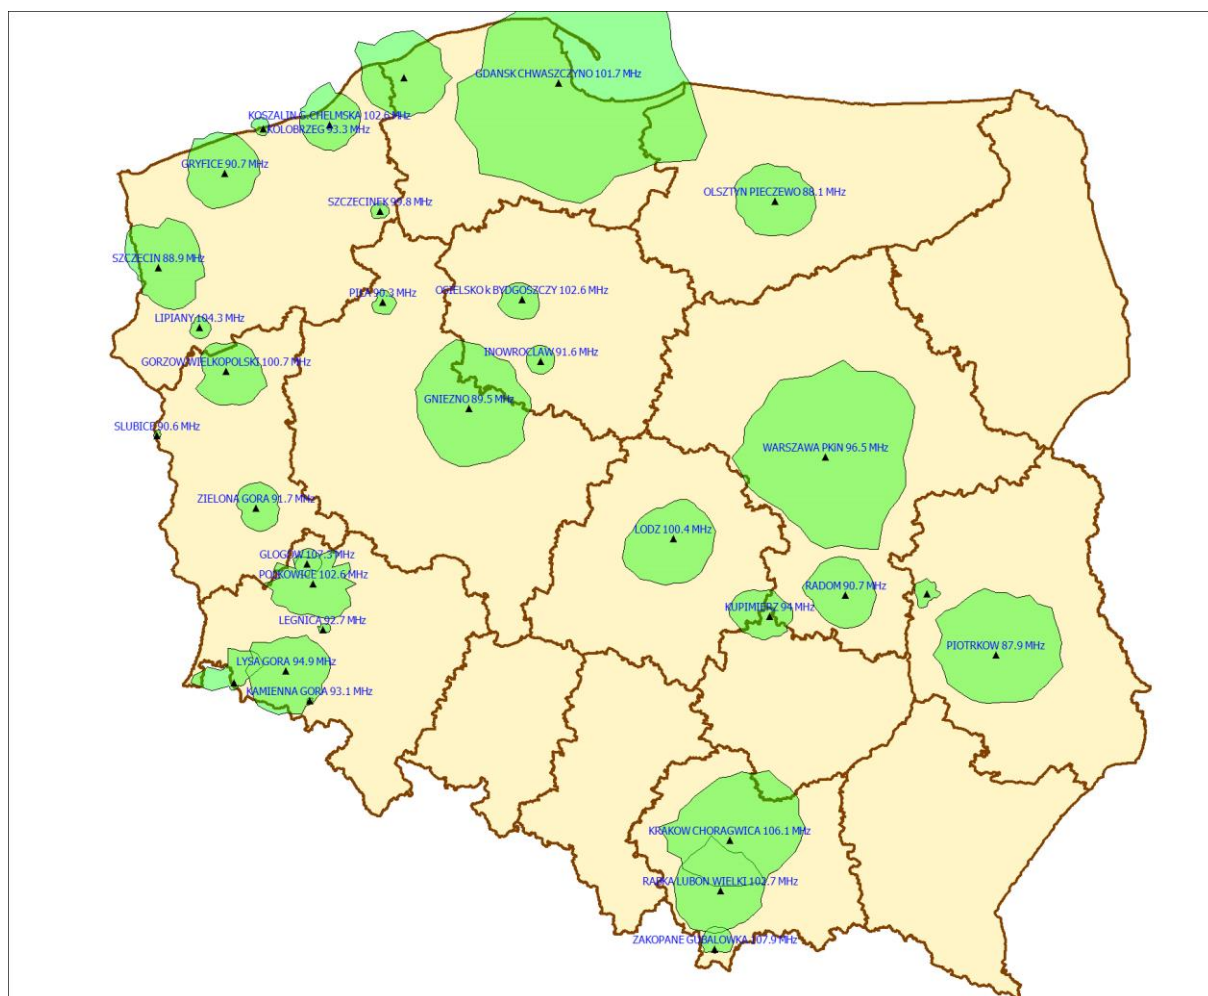 GDANSK CHWASZCZYNO 101.7 MHz
KOSZALIN G.CHELMSKA 102.6 MHz
KOLOBRZEG 93.3 MHz
GRYFICE 90.7 MHz
OLSZTYN PIECZEWO 88.1 MHz
SZCZECINEK 99.8 MHz
SZCZECIN 88.9 MHz
PILA 90.3 MHz
OSIELSKO k BYDGOSZCZY 102.6 MHz
LIPIANY 104.3 MHz
INOWROCLAW 91.6 MHz
GORZOW WIELKOPOLSKI 100.7 MHz
GNIEZNO 89.5 MHz
SLUBICE 90.6 MHz
WARSZAWA PKiN 96.5 MHz
ZIELONA GORA 91.7 MHz
LODZ 100.4 MHz
GLOGOW 107.3 MHz
POLKOWICE 102.6 MHz
RADOM 90.7 MHz
KUPIMIERZ 94 MHz
LEGNICA 92.7 MHz
PIOTRKOW 87.9 MHz
LYSA GORA 94.9 MHz
KAMIENNA GORA 93.1 MHz
KRAKOW CHORAGWICA 106.1 MHz
RABKA LUBON WIELKI 102.7 MHz
ZAKOPANE GUBALOWKA 107.9 MHz